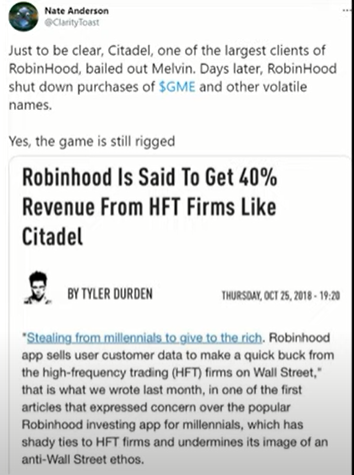 Nate Anderson
@ClarityToast
Just to be clear, Citadel, one of the largest clients of
RobinHood, bailed out Melvin. Days later, RobinHood
shut down purchases of $GME and other volatile
names.
Yes, the game is still rigged
Robinhood Is Said To Get 40%
Revenue From HFT Firms Like
Citadel
BY TYLER DURDEN
THURSDAY, OCT 25, 2018 - 19:20
"Stealing from millennials to give to the rich. Robinhood
app sells user customer data to make a quick buck from
the high-frequency trading (HFT) firms on Wall Street,"
that is what we wrote last month, in one of the first
articles that expressed concern over the popular
Robinhood investing app for millennials, which has
shady ties to HFT firms and undermines its image of an
anti-Wall Street ethos.